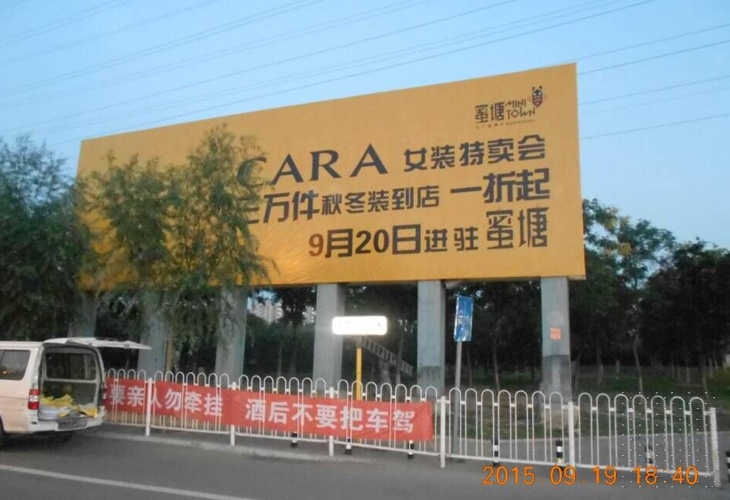 蜜塘 MINI TOWN
CARA 女装特卖会
万件秋冬装到店 一折起
9月20日进驻 蜜塘
亲人勿牵挂 酒后不要把车驾
2015.09.19 18:40